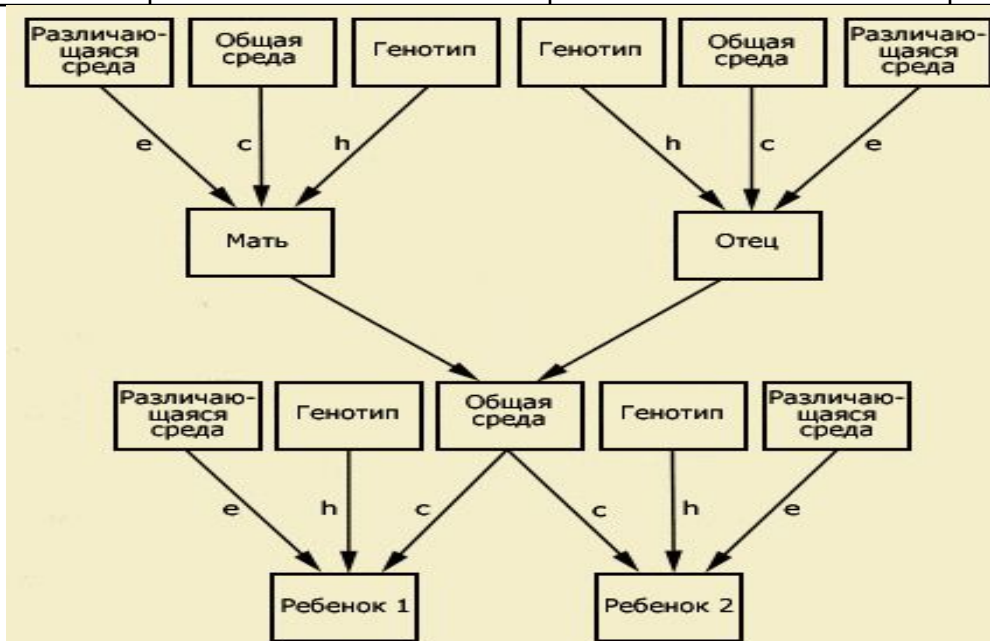 Различаю-
щаяся
среда
Общая
среда
Генотип
Генотип
Общая
среда
Различаю-
щаяся
среда
e
c
h
h
c
e
Мать
Отец
Различаю-
щаяся
среда
Генотип
Общая
среда
Генотип
Различаю-
щаяся
среда
e
h
c
c
h
e
Ребенок 1
Ребенок 2